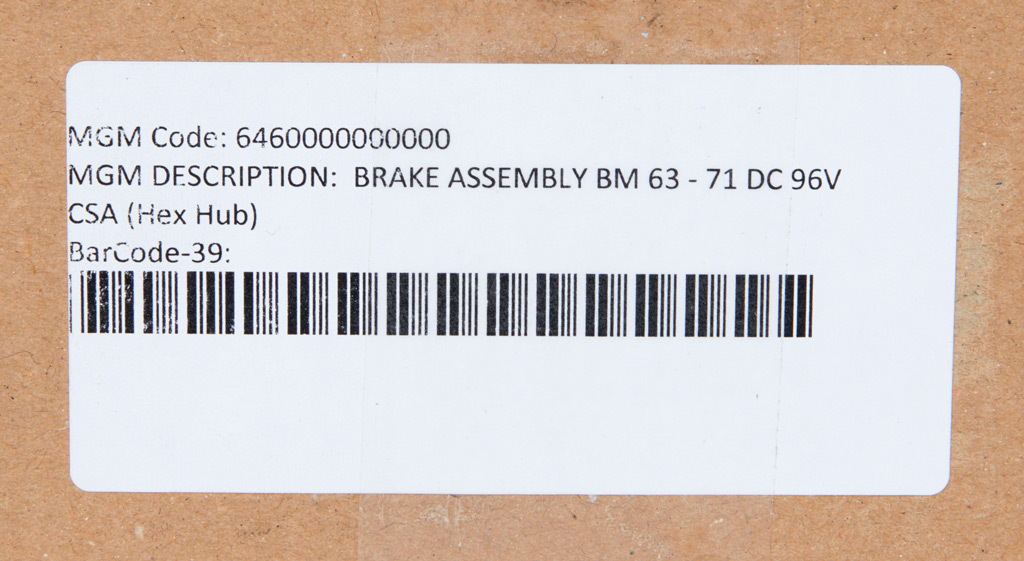 MGM Code: 6460000000000
MGM DESCRIPTION: BRAKE ASSEMBLY BM 63 - 71 DC 96V
CSA (Hex Hub)
BarCode-39: